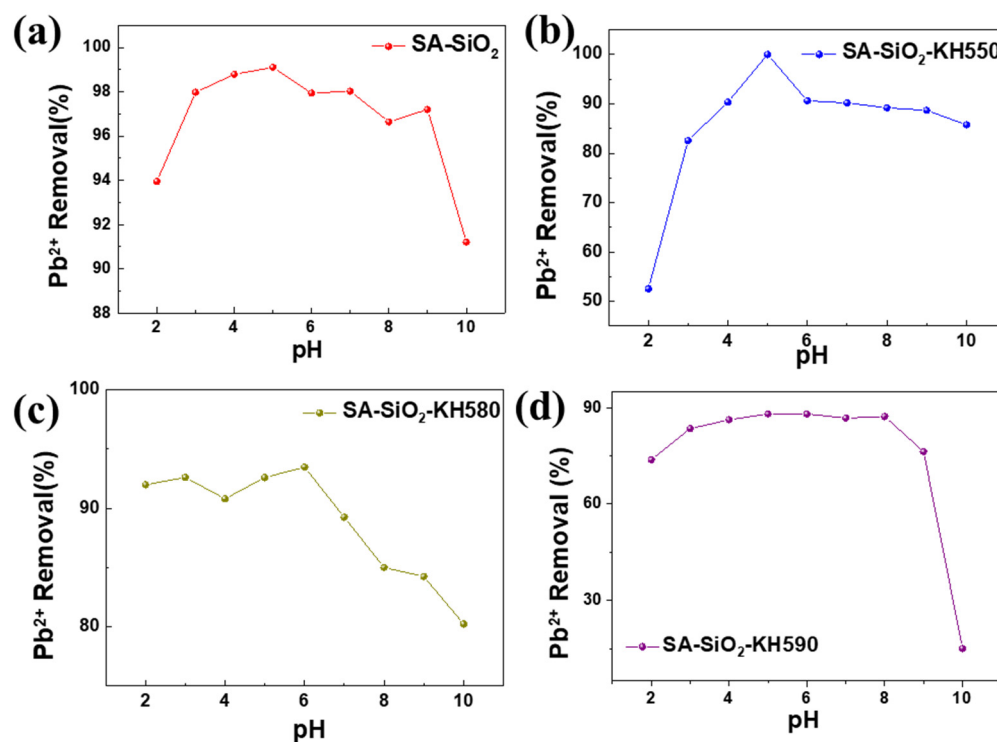 (a)
SA-SiO₂
Pb²⁺ Removal(%)
100
98
96
94
92
90
88
2 4 6 8 10
pH
(b)
SA-SiO₂-KH550
Pb²⁺ Removal(%)
100
90
80
70
60
50
2 4 6 8 10
pH
(c)
SA-SiO₂-KH580
Pb²⁺ Removal(%)
100
90
80
2 4 6 8 10
pH
(d)
SA-SiO₂-KH590
Pb²⁺ Removal (%)
90
60
30
2 4 6 8 10
pH